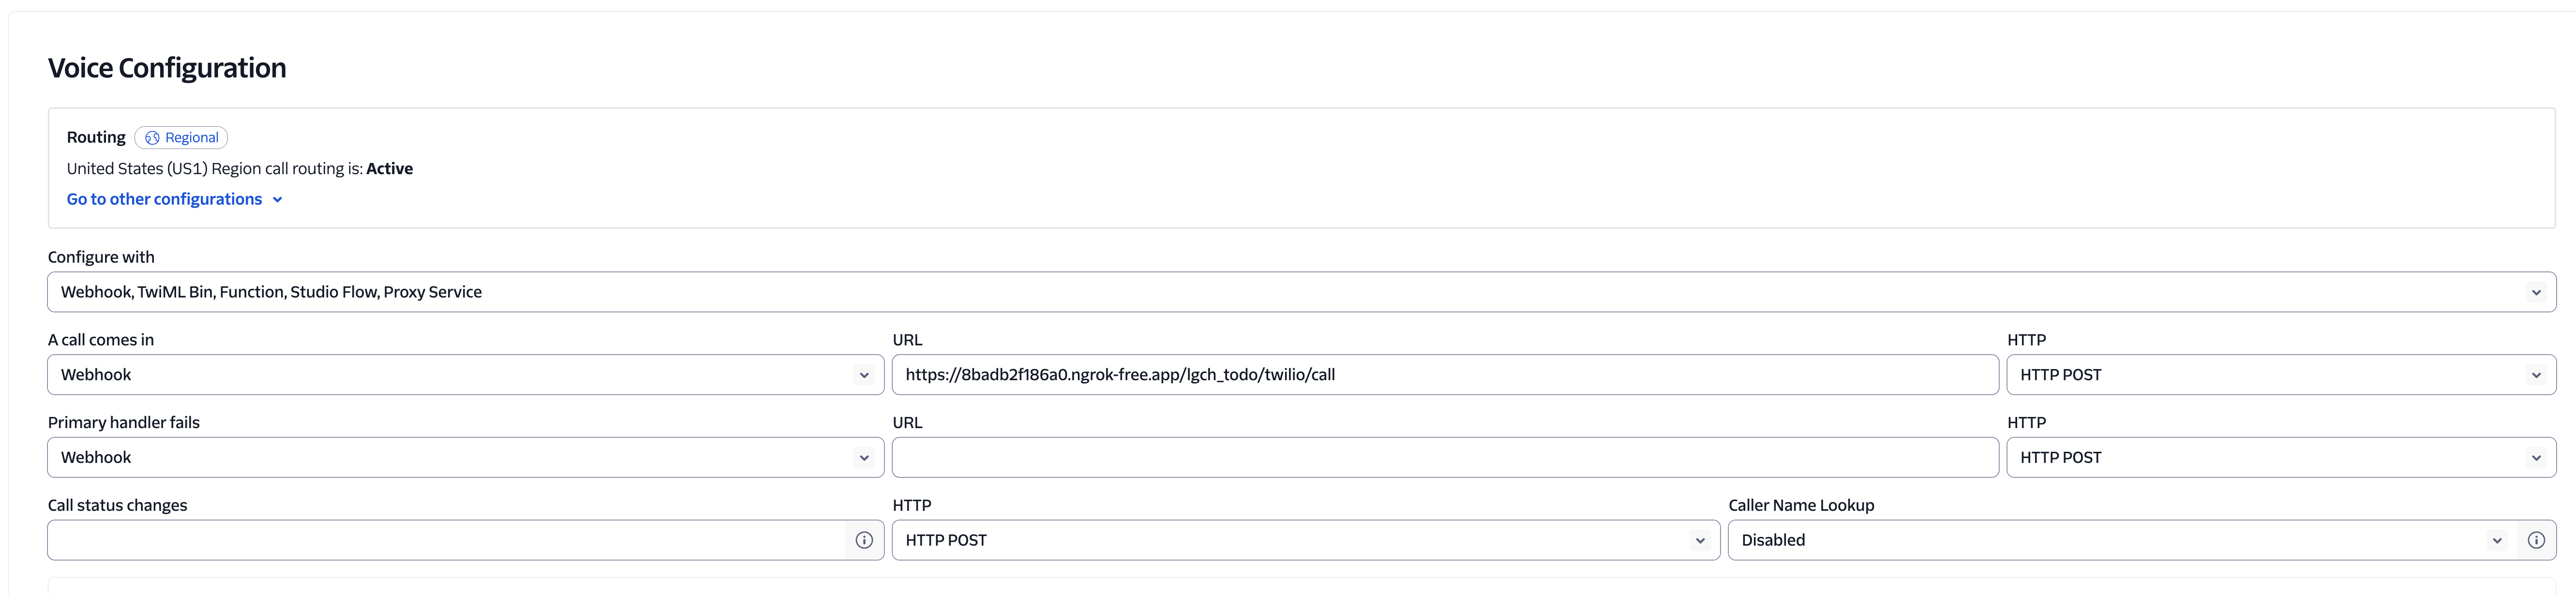 Voice Configuration
Routing Regional
United States (US1) Region call routing is: Active
Go to other configurations
Configure with
Webhook, TwiML Bin, Function, Studio Flow, Proxy Service
A call comes in URL HTTP
Webhook https://8badb2f186a0.ngrok-free.app/lgch_todo/twilio/call HTTP POST
Primary handler fails URL HTTP
Webhook HTTP POST
Call status changes HTTP Caller Name Lookup
HTTP POST Disabled